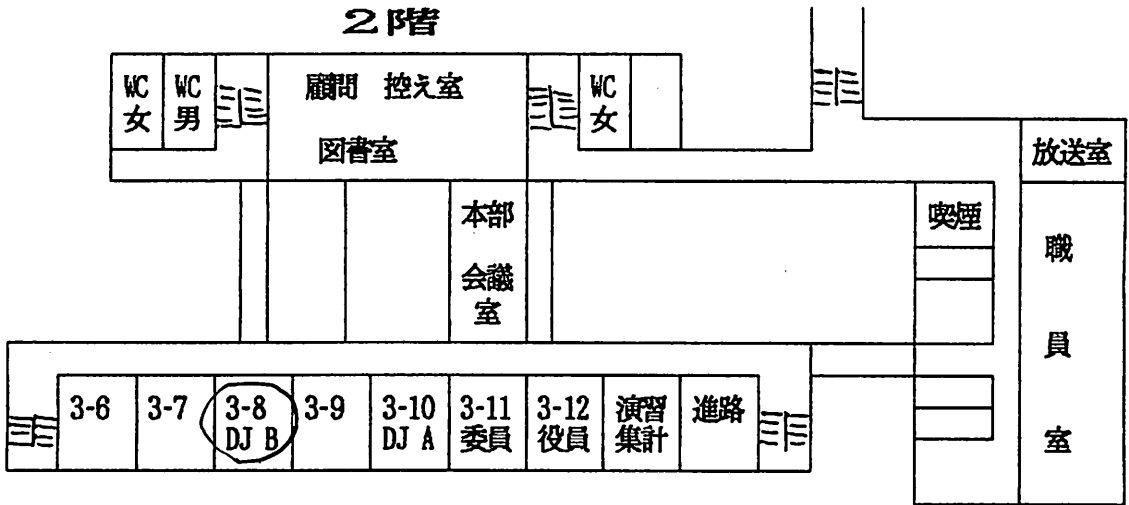 2階
WC
女
WC
男
顧問 控え室
図書室
WC
女
放送室
本部
会議
室
喫煙
職
員
室
3-6
3-7
3-8
DJ B
3-9
3-10
DJ A
3-11
委員
3-12
役員
演習
集計
進路